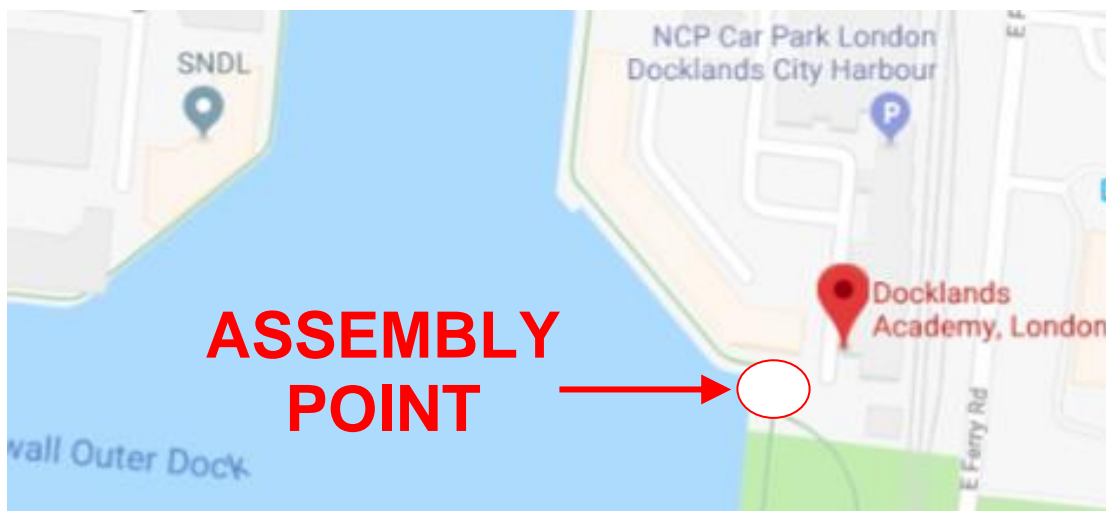 SNDL
NCP Car Park London
Docklands City Harbour
P
Docklands
Academy, London
ASSEMBLY
POINT
wall Outer Dock
E Ferry Rd